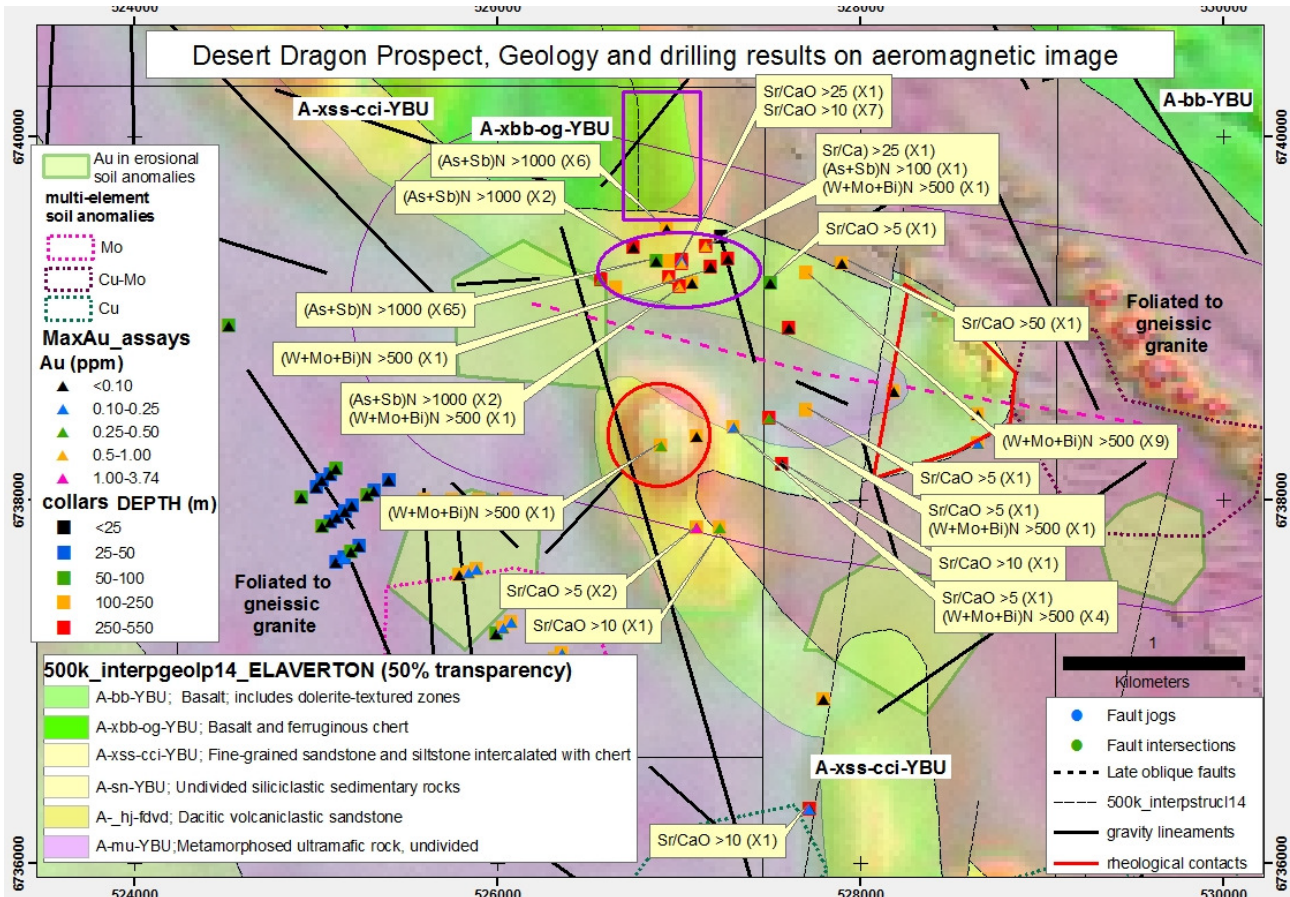 524000
526000
528000
530000
Desert Dragon Prospect, Geology and drilling results on aeromagnetic image
A-xss-cci-YBU
A-xbb-og-YBU
A-bb-YBU
6740000
6740000
Sr/CaO >25 (X1)
Sr/CaO >10 (X7)
(As+Sb)N >1000 (X6)
(As+Sb)N >1000 (X2)
Sr/Ca) >25 (X1)
(As+Sb)N >100 (X1)
(W+Mo+Bi)N >500 (X1)
Sr/CaO >5 (X1)
(As+Sb)N >1000 (X65)
(W+Mo+Bi)N >500 (X1)
(As+Sb)N >1000 (X2)
(W+Mo+Bi)N >500 (X1)
Sr/CaO >50 (X1)
Foliated to
gneissic
granite
(W+Mo+Bi)N >500 (X9)
Sr/CaO >5 (X1)
Sr/CaO >5 (X1)
(W+Mo+Bi)N >500 (X1)
Sr/CaO >10 (X1)
Sr/CaO >5 (X1)
(W+Mo+Bi)N >500 (X4)
(W+Mo+Bi)N >500 (X1)
Sr/CaO >5 (X2)
Sr/CaO >10 (X1)
6738000
6738000
Foliated to
gneissic
granite
Au in erosional
soil anomalies
multi-element
soil anomalies
Mo
Cu-Mo
Cu
MaxAu_assays
Au (ppm)
<0.10
0.10-0.25
0.25-0.50
0.5-1.00
1.00-3.74
collars DEPTH (m)
<25
25-50
50-100
100-250
250-550
500k_interpgeolp14_ELAVERTON (50% transparency)
A-bb-YBU; Basalt; includes dolerite-textured zones
A-xbb-og-YBU; Basalt and ferruginous chert
A-xss-cci-YBU; Fine-grained sandstone and siltstone intercalated with chert
A-sn-YBU; Undivided siliciclastic sedimentary rocks
A-_hj-fdvd; Dacitic volcaniclastic sandstone
A-mu-YBU;Metamorphosed ultramafic rock, undivided
A-xss-cci-YBU
Sr/CaO >10 (X1)
1
Kilometers
Fault jogs
Fault intersections
Late oblique faults
500k_interpstrucl14
gravity lineaments
rheological contacts
6736000
6736000
524000
526000
528000
530000